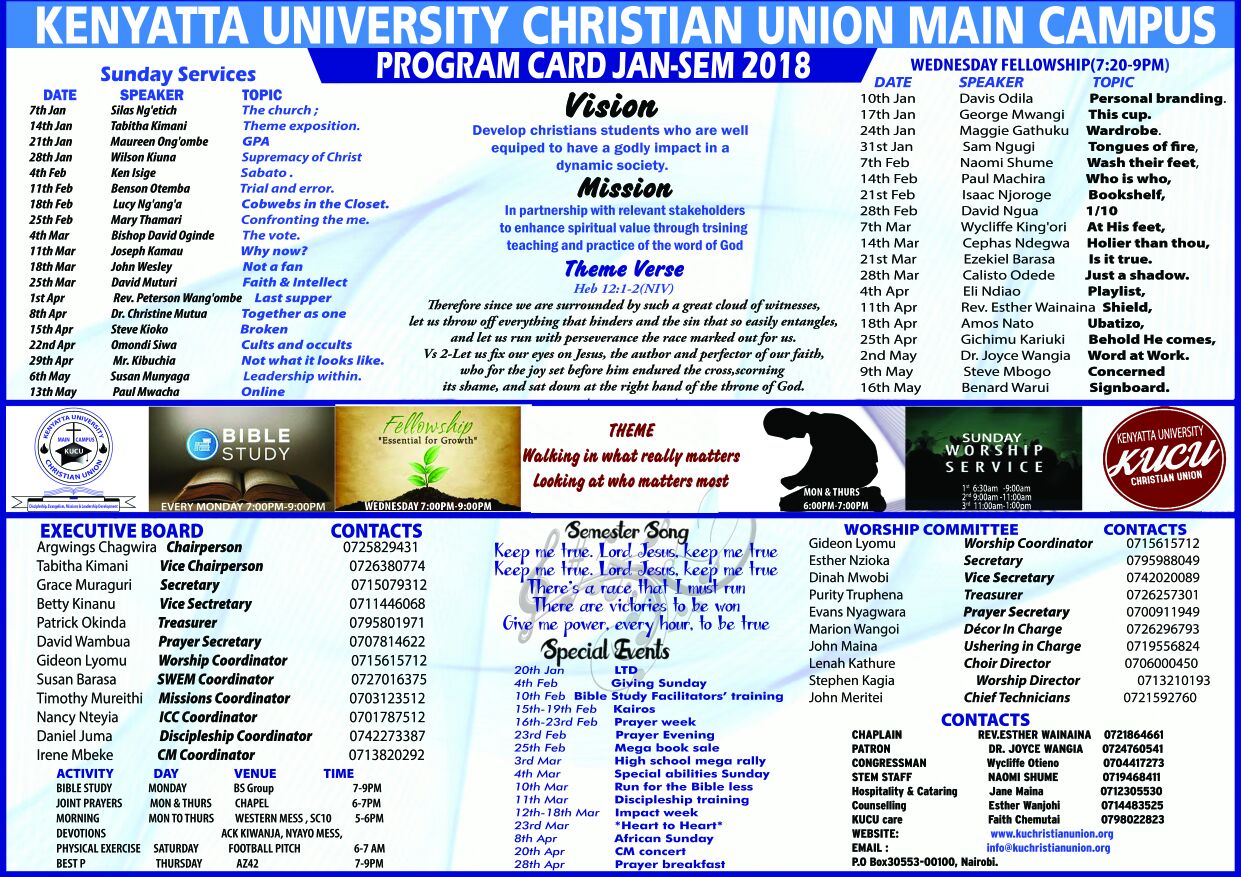 KENYATTA UNIVERSITY CHRISTIAN UNION MAIN CAMPUS
PROGRAM CARD JAN-SEM 2018
Sunday Services
DATE SPEAKER TOPIC
7th Jan Silas Ng'etich The church ;
14th Jan Tabitha Kimani Theme exposition.
21th Jan Maureen Ong'ombe GPA
28th Jan Wilson Kiuna Supremacy of Christ
4th Feb Ken Isige Sabato .
11th Feb Benson Otemba Trial and error.
18th Feb Lucy Ng'ang'a Cobwebs in the Closet.
25th Feb Mary Thamari Confronting the me.
4th Mar Bishop David Oginde The vote.
11th Mar Joseph Kamau Why now?
18th Mar John Wesley Not a fan
25th Mar David Muturi Faith & Intellect
1st Apr Rev. Peterson Wang'ombe Last supper
8th Apr Dr. Christine Mutua Together as one
15th Apr Steve Kioko Broken
22nd Apr Omondi Siwa Cults and occults
29th Apr Mr. Kibuchia Not what it looks like.
6th May Susan Munyaga Leadership within.
13th May Paul Mwacha Online
Vision
Develop christians students who are well
equiped to have a godly impact in a
dynamic society.
Mission
In partnership with relevant stakeholders
to enhance spiritual value through trsining
teaching and practice of the word of God
Theme Verse
Heb 12:1-2(NIV)
Therefore since we are surrounded by such a great cloud of witnesses,
let us throw off everything that hinders and the sin that so easily entangles,
and let us run with perseverance the race marked out for us.
Vs 2-Let us fix our eyes on Jesus, the author and perfector of our faith,
who for the joy set before him endured the cross,scorning
its shame, and sat down at the right hand of the throne of God.
WEDNESDAY FELLOWSHIP(7:20-9PM)
DATE SPEAKER TOPIC
10th Jan Davis Odila Personal branding.
17th Jan George Mwangi This cup.
24th Jan Maggie Gathuku Wardrobe.
31st Jan Sam Ngugi Tongues of fire,
7th Feb Naomi Shume Wash their feet,
14th Feb Paul Machira Who is who,
21st Feb Isaac Njoroge Bookshelf,
28th Feb David Ngua 1/10
7th Mar Wycliffe King'ori At His feet,
14th Mar Cephas Ndegwa Holier than thou,
21st Mar Ezekiel Barasa Is it true.
28th Mar Calisto Odede Just a shadow.
4th Apr Eli Ndiao Playlist,
11th Apr Rev. Esther Wainaina Shield,
18th Apr Amos Nato Ubatizo,
25th Apr Gichimu Kariuki Behold He comes,
2nd May Dr. Joyce Wangia Word at Work.
9th May Steve Mbogo Concerned
16th May Benard Warui Signboard.
KENYATTA UNIVERSITY
MAIN CAMPUS
KUCU
CHRISTIAN UNION
Discipleship, Evangelism, Missions & Leadership Development
BIBLE
STUDY
EVERY MONDAY 7:00PM-9:00PM
Fellowship
"Essential for Growth"
WEDNESDAY 7:00PM-9:00PM
THEME
Walking in what really matters
Looking at who matters most
MON & THURS
6:00PM-7:00PM
SUNDAY
WORSHIP
SERVICE
1st 6:30am -9:00am
2nd 9:00am -11:00am
3rd 11:00am-1:00pm
KENYATTA UNIVERSITY
KUCU
CHRISTIAN UNION
EXECUTIVE BOARD CONTACTS
Argwings Chagwira Chairperson 0725829431
Tabitha Kimani Vice Chairperson 0726380774
Grace Muraguri Secretary 0715079312
Betty Kinanu Vice Sectretary 0711446068
Patrick Okinda Treasurer 0795801971
David Wambua Prayer Secretary 0707814622
Gideon Lyomu Worship Coordinator 0715615712
Susan Barasa SWEM Coordinator 0727016375
Timothy Mureithi Missions Coordinator 0703123512
Nancy Nteyia ICC Coordinator 0701787512
Daniel Juma Discipleship Coordinator 0742273387
Irene Mbeke CM Coordinator 0713820292
ACTIVITY DAY VENUE TIME
BIBLE STUDY MONDAY BS Group 7-9PM
JOINT PRAYERS MON & THURS CHAPEL 6-7PM
MORNING MON TO THURS WESTERN MESS , SC10 5-6PM
DEVOTIONS ACK KIWANJA, NYAYO MESS,
PHYSICAL EXERCISE SATURDAY FOOTBALL PITCH 6-7 AM
BEST P THURSDAY AZ42 7-9PM
Semester Song
Keep me true, Lord Jesus, keep me true
Keep me true, Lord Jesus, keep me true
There's a race that I must run
There are victories to be won
Give me power, every hour, to be true
Special Events
20th Jan LTD
4th Feb Giving Sunday
10th Feb Bible Study Facilitators' training
15th-19th Feb Kairos
16th-23rd Feb Prayer week
23rd Feb Prayer Evening
25th Feb Mega book sale
3rd Mar High school mega rally
4th Mar Special abilities Sunday
10th Mar Run for the Bible less
11th Mar Discipleship training
12th-18th Mar Impact week
23rd Mar *Heart to Heart*
8th Apr African Sunday
20th Apr CM concert
28th Apr Prayer breakfast
WORSHIP COMMITTEE CONTACTS
Gideon Lyomu Worship Coordinator 0715615712
Esther Nzioka Secretary 0795988049
Dinah Mwobi Vice Secretary 0742020089
Purity Truphena Treasurer 0726257301
Evans Nyagwara Prayer Secretary 0700911949
Marion Wangoi Décor In Charge 0726296793
John Maina Ushering in Charge 0719556824
Lenah Kathure Choir Director 0706000450
Stephen Kagia Worship Director 0713210193
John Meritei Chief Technicians 0721592760
CONTACTS
CHAPLAIN REV.ESTHER WAINAINA 0721864661
PATRON DR. JOYCE WANGIA 0724760541
CONGRESSMAN Wycliffe Otieno 0704417273
STEM STAFF NAOMI SHUME 0719468411
Hospitality & Cataring Jane Maina 0712305530
Counselling Esther Wanjohi 0714483525
KUCU care Faith Chemutai 0798022823
WEBSITE: www.kuchristianunion.org
EMAIL : info@kuchristianunion.org
P.O Box30553-00100, Nairobi.